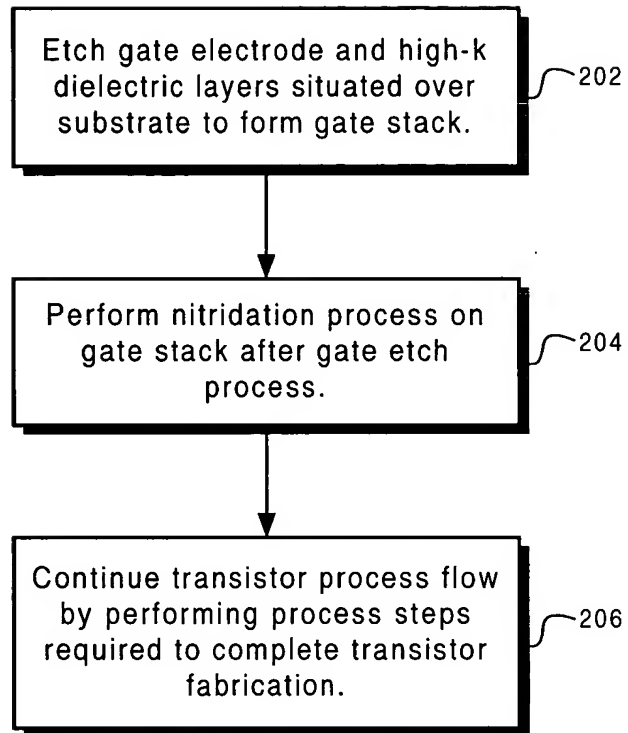 Etch gate electrode and high-k
dielectric layers situated over
substrate to form gate stack.
202
Perform nitridation process on
gate stack after gate etch
process.
204
Continue transistor process flow
by performing process steps
required to complete transistor
fabrication.
206